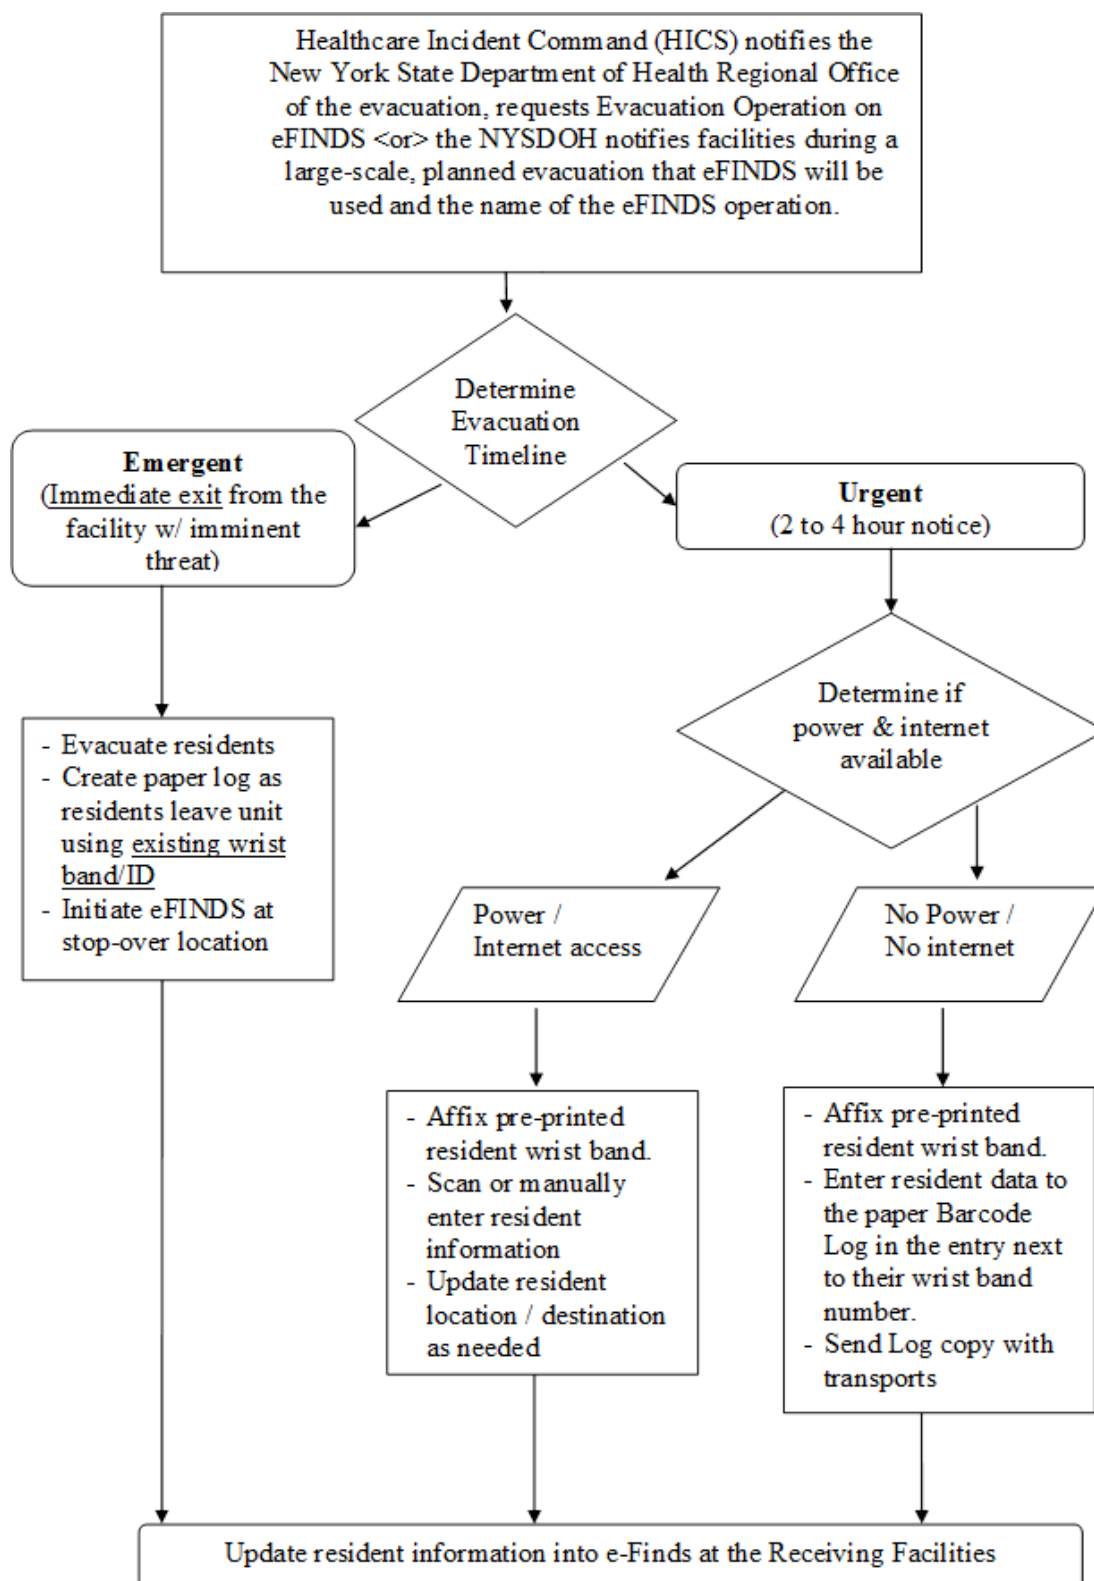 Healthcare Incident Command (HICS) notifies the
New York State Department of Health Regional Office
of the evacuation, requests Evacuation Operation on
eFINDS <or> the NYSDOH notifies facilities during a
large-scale, planned evacuation that eFINDS will be
used and the name of the eFINDS operation.
Determine
Evacuation
Timeline
Emergent
(Immediate exit from the
facility w/ imminent
threat)
Urgent
(2 to 4 hour notice)
Determine if
power & internet
available
- Evacuate residents
- Create paper log as
residents leave unit
using existing wrist
band/ID
- Initiate eFINDS at
stop-over location
Power /
Internet access
No Power /
No internet
- Affix pre-printed
resident wrist band.
- Scan or manually
enter resident
information
- Update resident
location / destination
as needed
- Affix pre-printed
resident wrist band.
- Enter resident data to
the paper Barcode
Log in the entry next
to their wrist band
number.
- Send Log copy with
transports
Update resident information into e-Finds at the Receiving Facilities